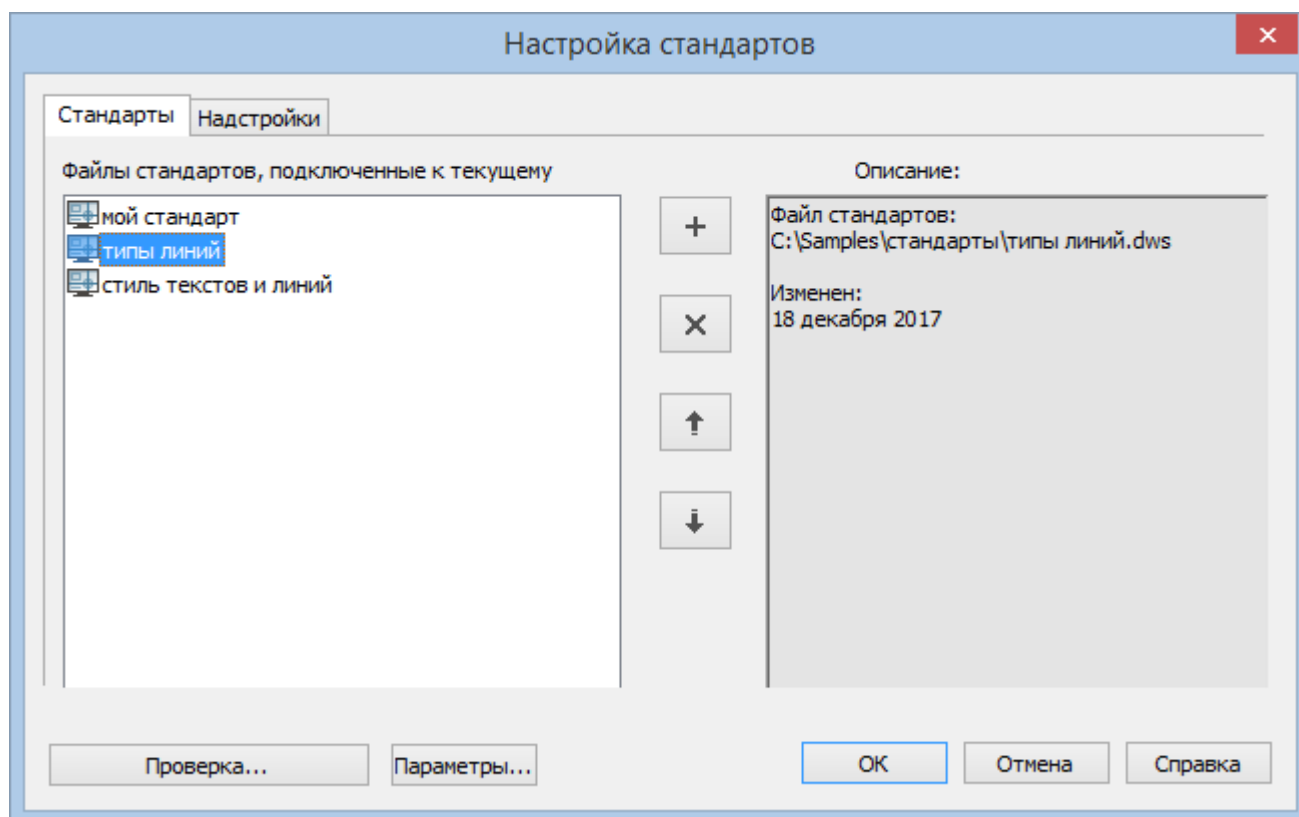 Настройка стандартов
Стандарты
Надстройки
Файлы стандартов, подключенные к текущему
Описание:
мой стандарт
типы линий
стиль текстов и линий
Файл стандартов:
C:\Samples\стандарты\типы линий.dws
Изменен:
18 декабря 2017
Проверка...
Параметры...
ОК
Отмена
Справка